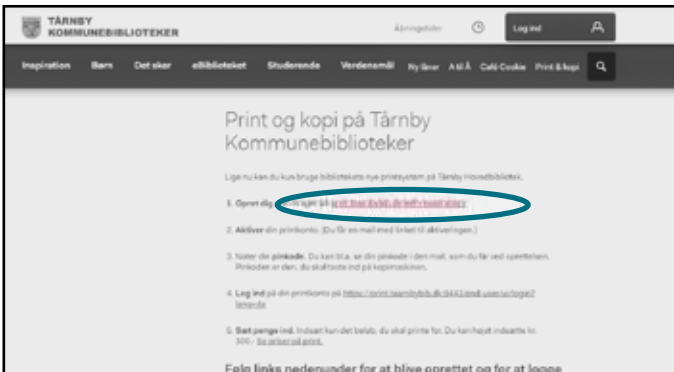 TÅRNBY
KOMMUNEBIBLIOTEKER
Åbningstider
Log ind
Inspiration Børn Det sker eBiblioteket Studerende Verdensmål Ny låner A til Å Café Cookie Print & kopi
Print og kopi på Tårnby
Kommunebiblioteker
Lige nu kan du kun bruge bibliotekets nye printsystem på Tårnby Hovedbibliotek.
1. Opret dig
2. Aktiver din printkonto. (Du får en mail med linket til aktiveringen.)
3. Noter din pinkode. Du kan bl.a. se din pinkode i den mail, som du får ved oprettelsen.
Pinkoden er den, du skal taste ind på kopimaskinen.
4. Log ind på din printkonto på https://print.taarnbybib.dk:9443/end-user/ui/login?
5. Sæt penge ind. Indsæt kun det beløb, du skal printe for. Du kan højst indsætte kr.
300,- Se priser på print.
Følg links nedenunder for at blive oprettet og for at logge